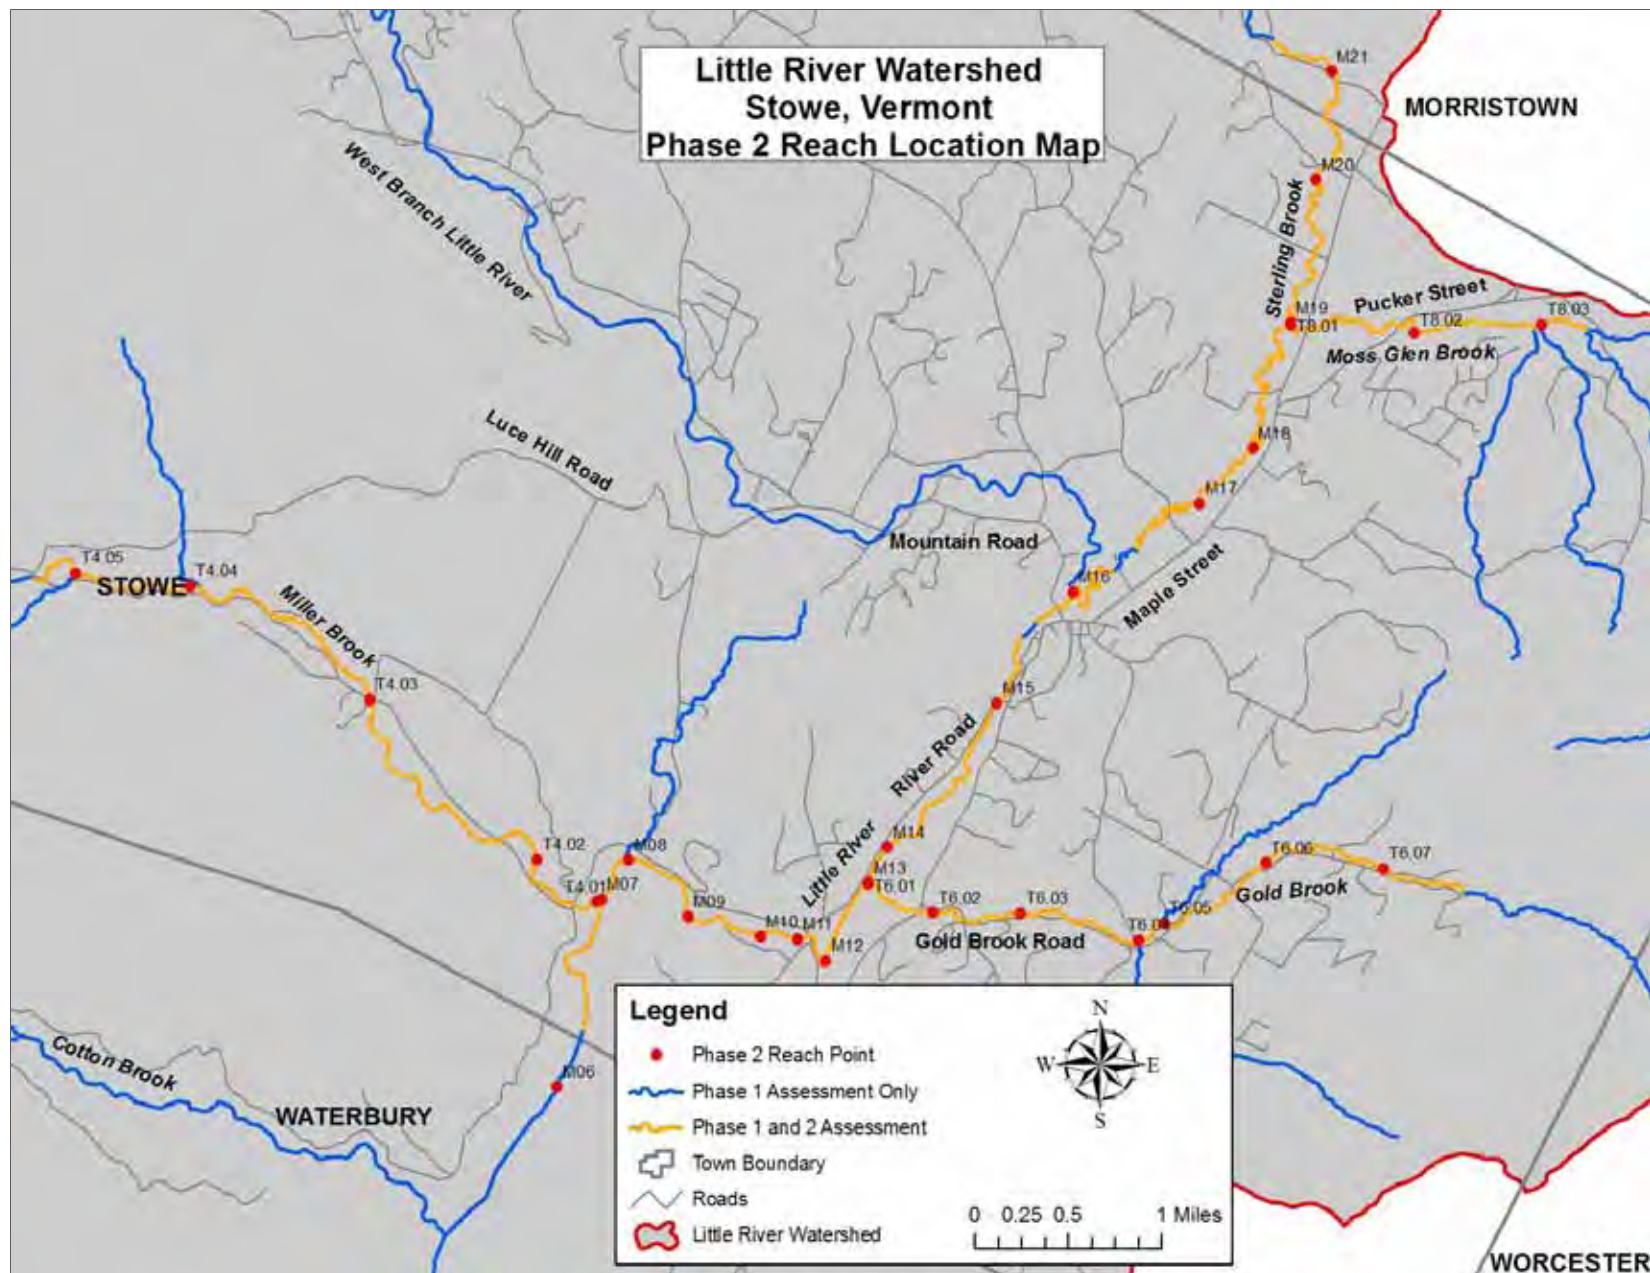 Little River Watershed
Stowe, Vermont
Phase 2 Reach Location Map
M21
MORRISTOWN
M20
West Branch Little River
Sterling Brook
Pucker Street
M19
T8.01
T8.02
T8.03
Moss Glen Brook
Luce Hill Road
M18
M17
Mountain Road
T4.05
STOWE
T4.04
M16
Maple Street
Miller Brook
T4.03
M15
River Road
M14
T4.02
M08
Little River
M13
T6.01
T6.06
T6.07
T4.01
M07
Gold Brook
M09
T6.02
T6.03
T6.05
M10
M11
T6.04
Gold Brook Road
M12
Legend
N
Phase 2 Reach Point
W
E
S
Phase 1 Assessment Only
Phase 1 and 2 Assessment
Town Boundary
Roads
Little River Watershed
0 0.25 0.5 1 Miles
Cotton Brook
M06
WATERBURY
WORCESTER